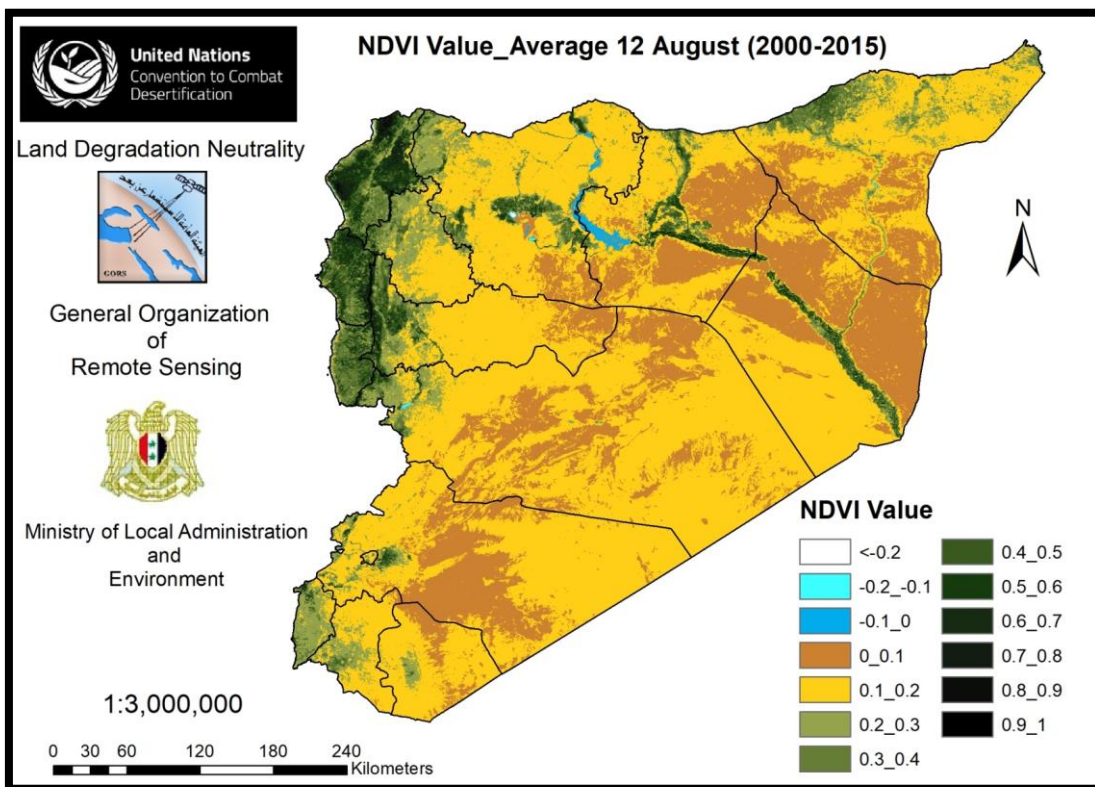 United Nations
Convention to Combat
Desertification
NDVI Value_Average 12 August (2000-2015)
Land Degradation Neutrality
GORS
General Organization
of
Remote Sensing
Ministry of Local Administration
and
Environment
1:3,000,000
0 30 60 120 180 240
Kilometers
N
NDVI Value
<-0.2
-0.2_-0.1
-0.1_0
0_0.1
0.1_0.2
0.2_0.3
0.3_0.4
0.4_0.5
0.5_0.6
0.6_0.7
0.7_0.8
0.8_0.9
0.9_1